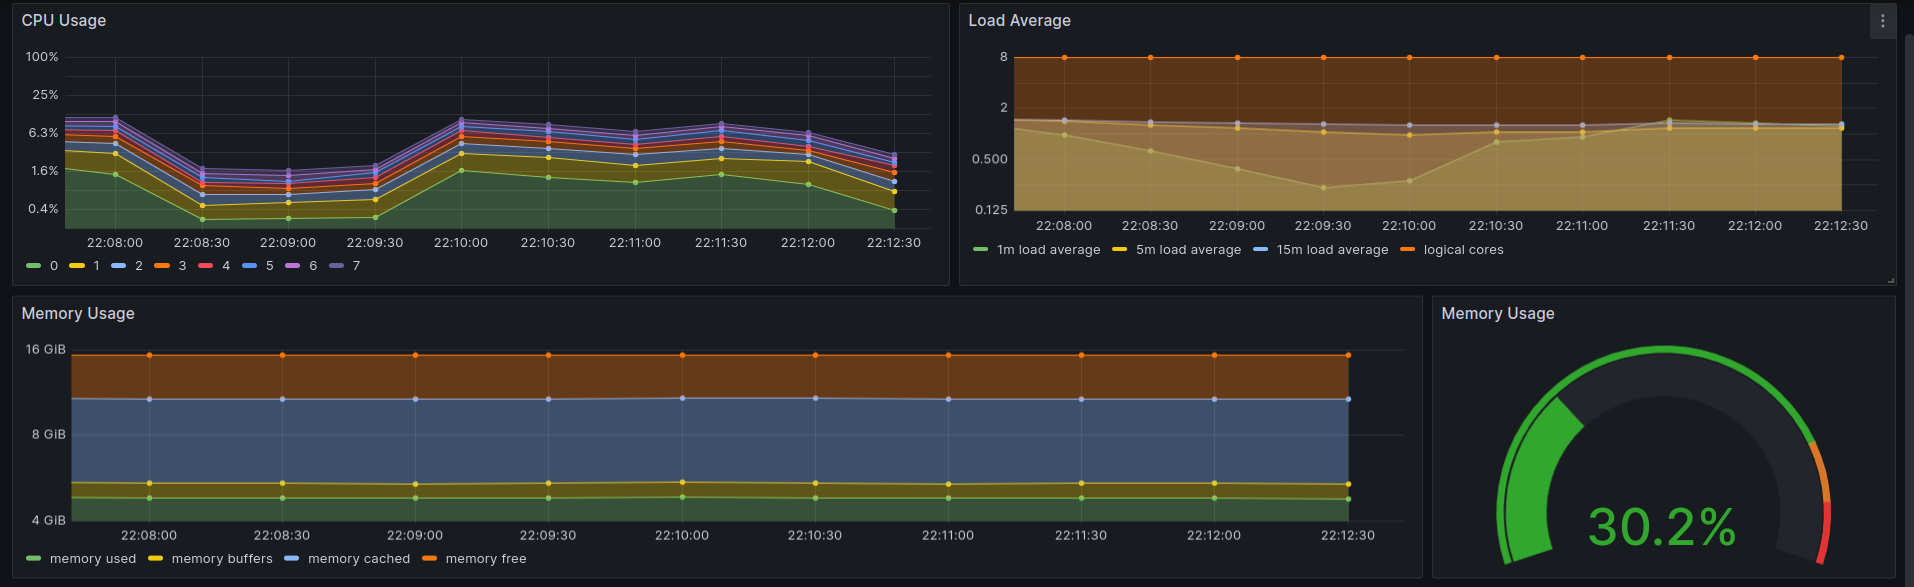 CPU Usage
100%
25%
6.3%
1.6%
0.4%
22:08:00 22:08:30 22:09:00 22:09:30 22:10:00 22:10:30 22:11:00 22:11:30 22:12:00 22:12:30
0 1 2 3 4 5 6 7
Load Average
8
2
0.500
0.125
22:08:00 22:08:30 22:09:00 22:09:30 22:10:00 22:10:30 22:11:00 22:11:30 22:12:00 22:12:30
1m load average 5m load average 15m load average logical cores
Memory Usage
16 GiB
8 GiB
4 GiB
22:08:00 22:08:30 22:09:00 22:09:30 22:10:00 22:10:30 22:11:00 22:11:30 22:12:00 22:12:30
memory used memory buffers memory cached memory free
Memory Usage
30.2%